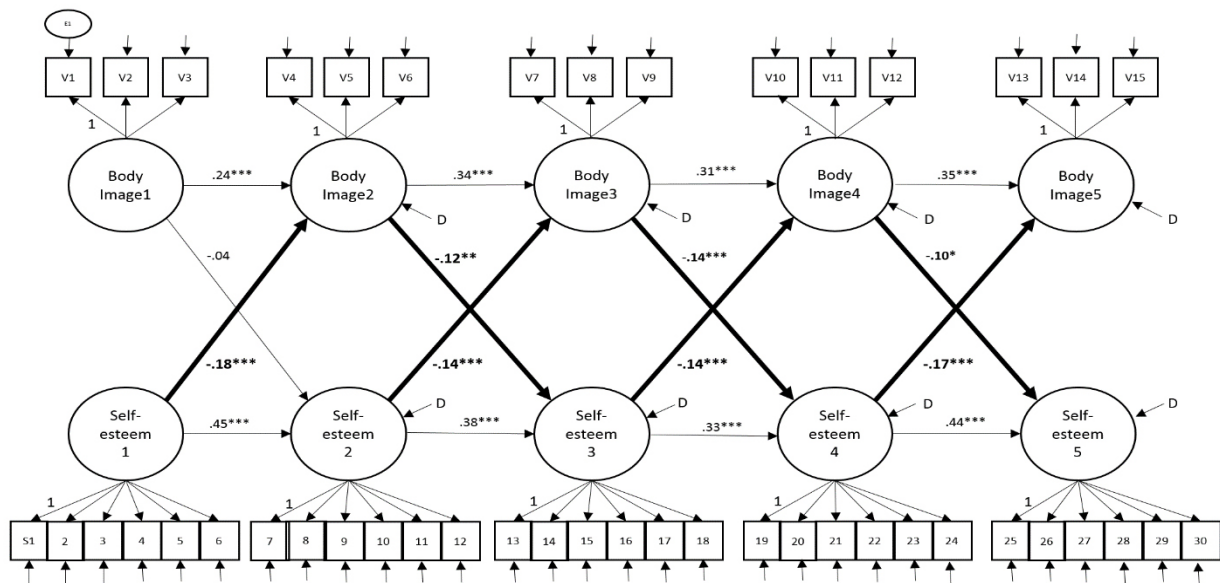 E1
V1 V2 V3 V4 V5 V6 V7 V8 V9 V10 V11 V12 V13 V14 V15
1 1 1 1 1
Body Image1
.24***
Body Image2
.34***
Body Image3
.31***
Body Image4
.35***
Body Image5
D D D D
-.04 -.12** -.14*** -.10*
-.18*** -.14*** -.14*** -.17***
Self-esteem 1
.45***
Self-esteem 2
.38***
Self-esteem 3
.33***
Self-esteem 4
.44***
Self-esteem 5
D D D D
1 1 1 1 1
S1 2 3 4 5 6 7 8 9 10 11 12 13 14 15 16 17 18 19 20 21 22 23 24 25 26 27 28 29 30